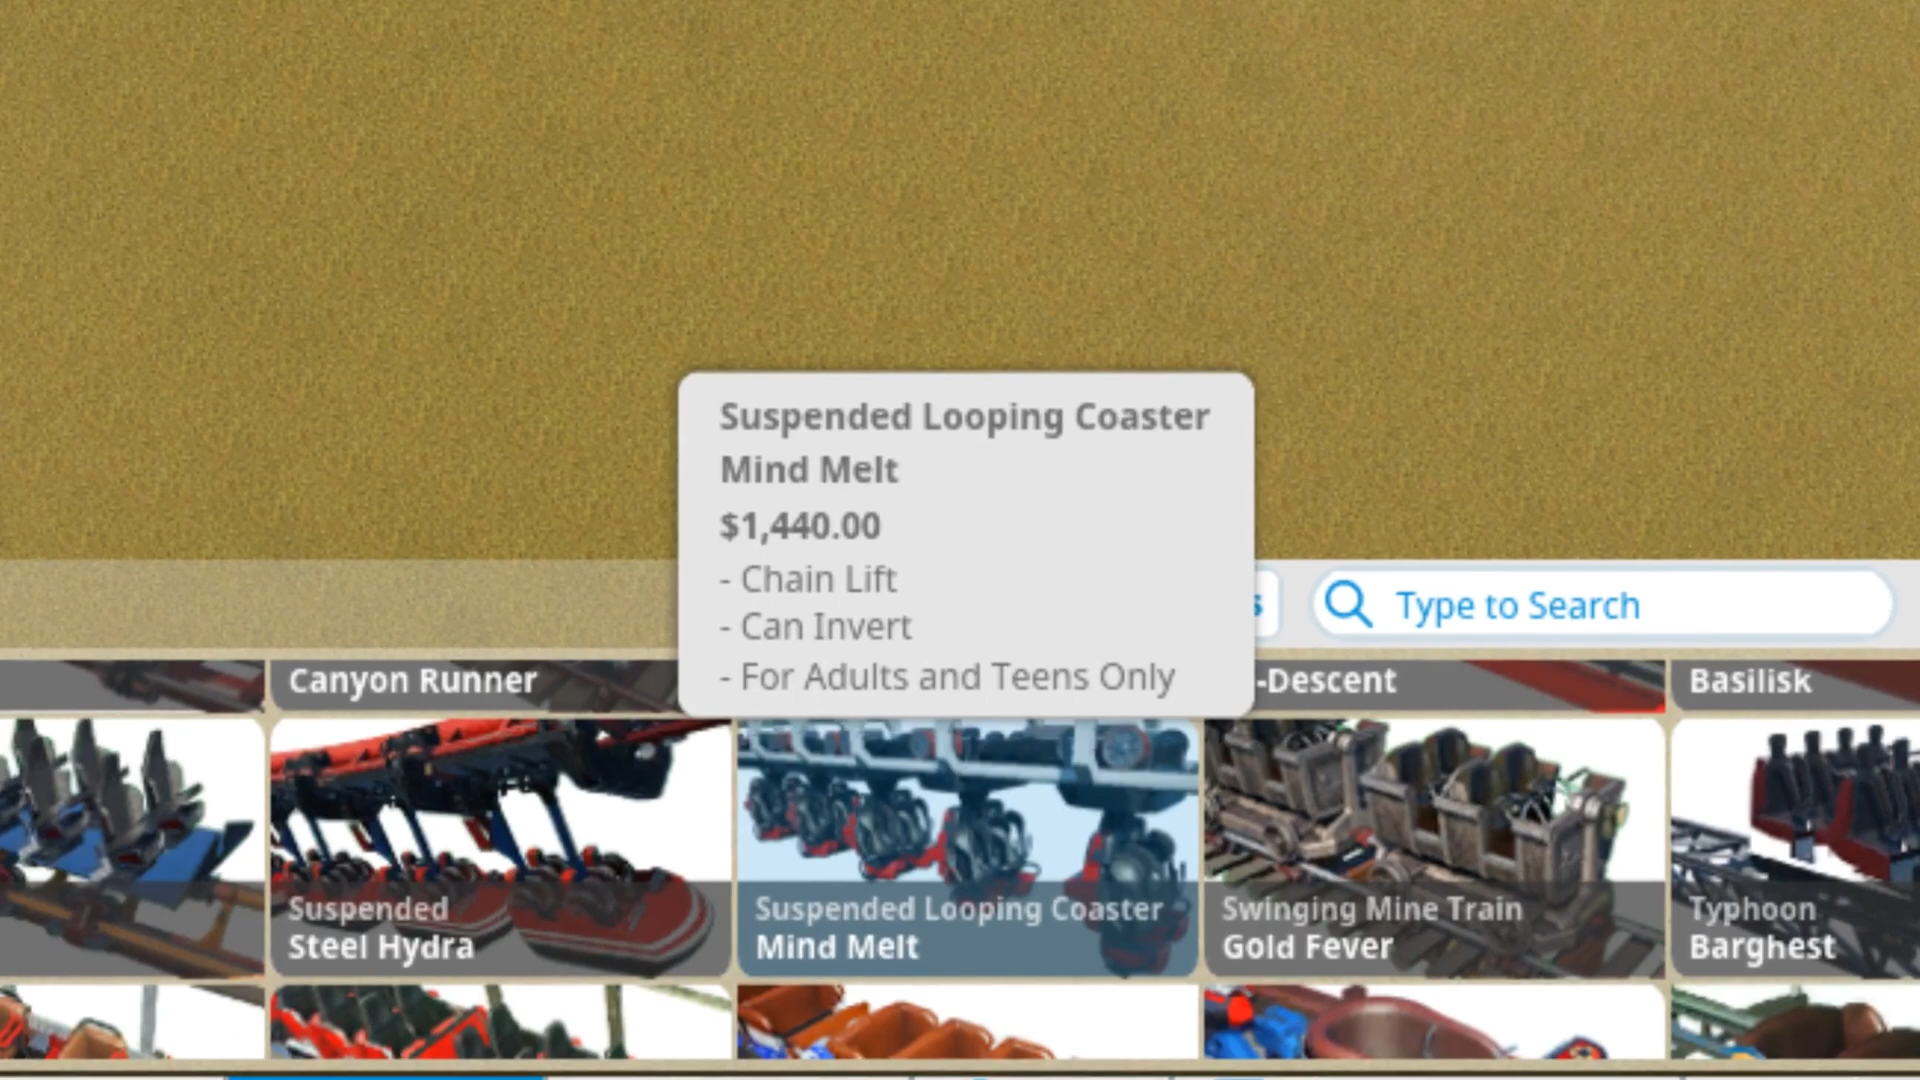 Suspended Looping Coaster
Mind Melt
$1,440.00
- Chain Lift
- Can Invert
- For Adults and Teens Only
Type to Search
Canyon Runner
-Descent
Basilisk
Suspended
Steel Hydra
Suspended Looping Coaster
Mind Melt
Swinging Mine Train
Gold Fever
Typhoon
Barghest